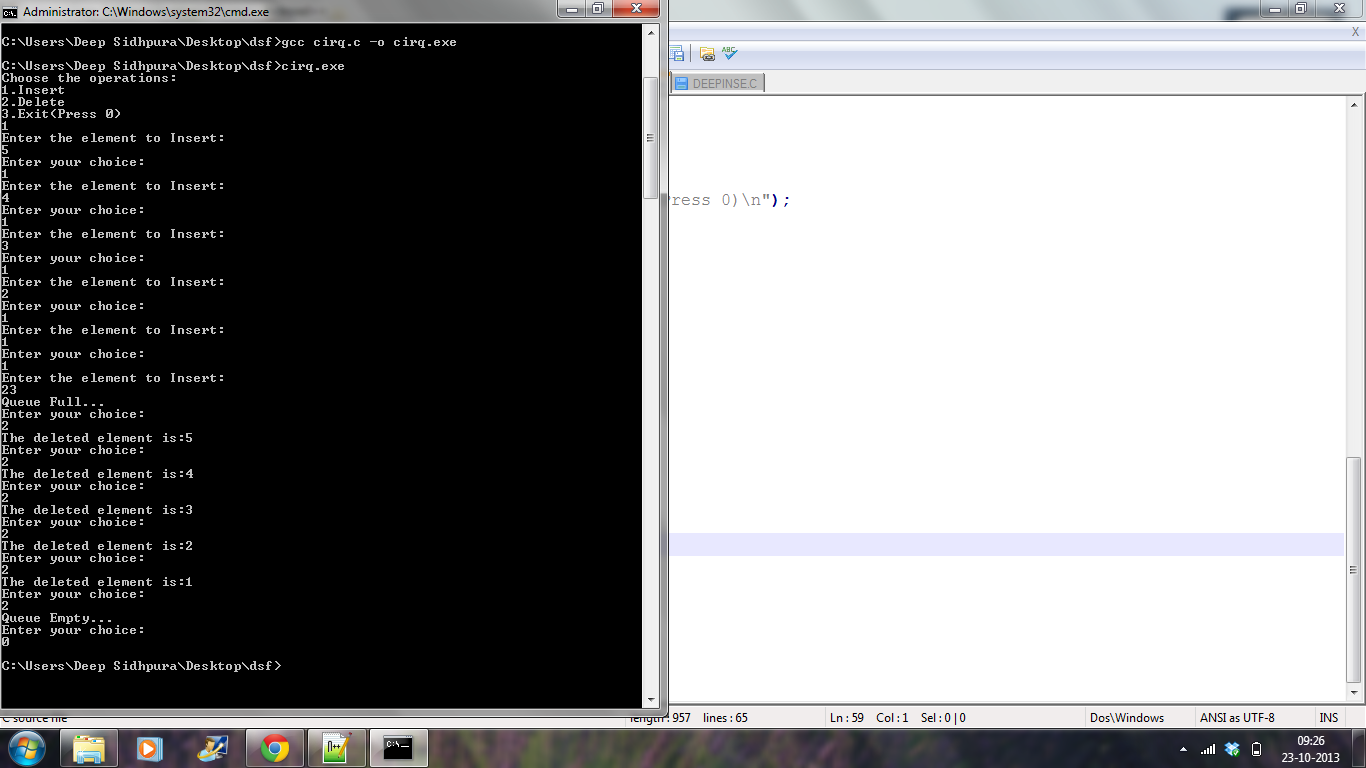 Administrator: C:\Windows\system32\cmd.exe
C:\Users\Deep Sidhpura\Desktop\dsf>gcc cirq.c -o cirq.exe
C:\Users\Deep Sidhpura\Desktop\dsf>cirq.exe
Choose the operations:
1.Insert
2.Delete
3.Exit(Press 0)
1
Enter the element to Insert:
5
Enter your choice:
1
Enter the element to Insert:
4
Enter your choice:
1
Enter the element to Insert:
3
Enter your choice:
1
Enter the element to Insert:
2
Enter your choice:
1
Enter the element to Insert:
1
Enter your choice:
1
Enter the element to Insert:
23
Queue Full...
Enter your choice:
2
The deleted element is:5
Enter your choice:
2
The deleted element is:4
Enter your choice:
2
The deleted element is:3
Enter your choice:
2
The deleted element is:2
Enter your choice:
2
The deleted element is:1
Enter your choice:
2
Queue Empty...
Enter your choice:
0
C:\Users\Deep Sidhpura\Desktop\dsf>
ABC
DEEPINSE.C
ress 0)\n");
C source file
length : 957 lines : 65
Ln : 59 Col : 1 Sel : 0 | 0
Dos\Windows
ANSI as UTF-8
INS
C:\
09:26
23-10-2013